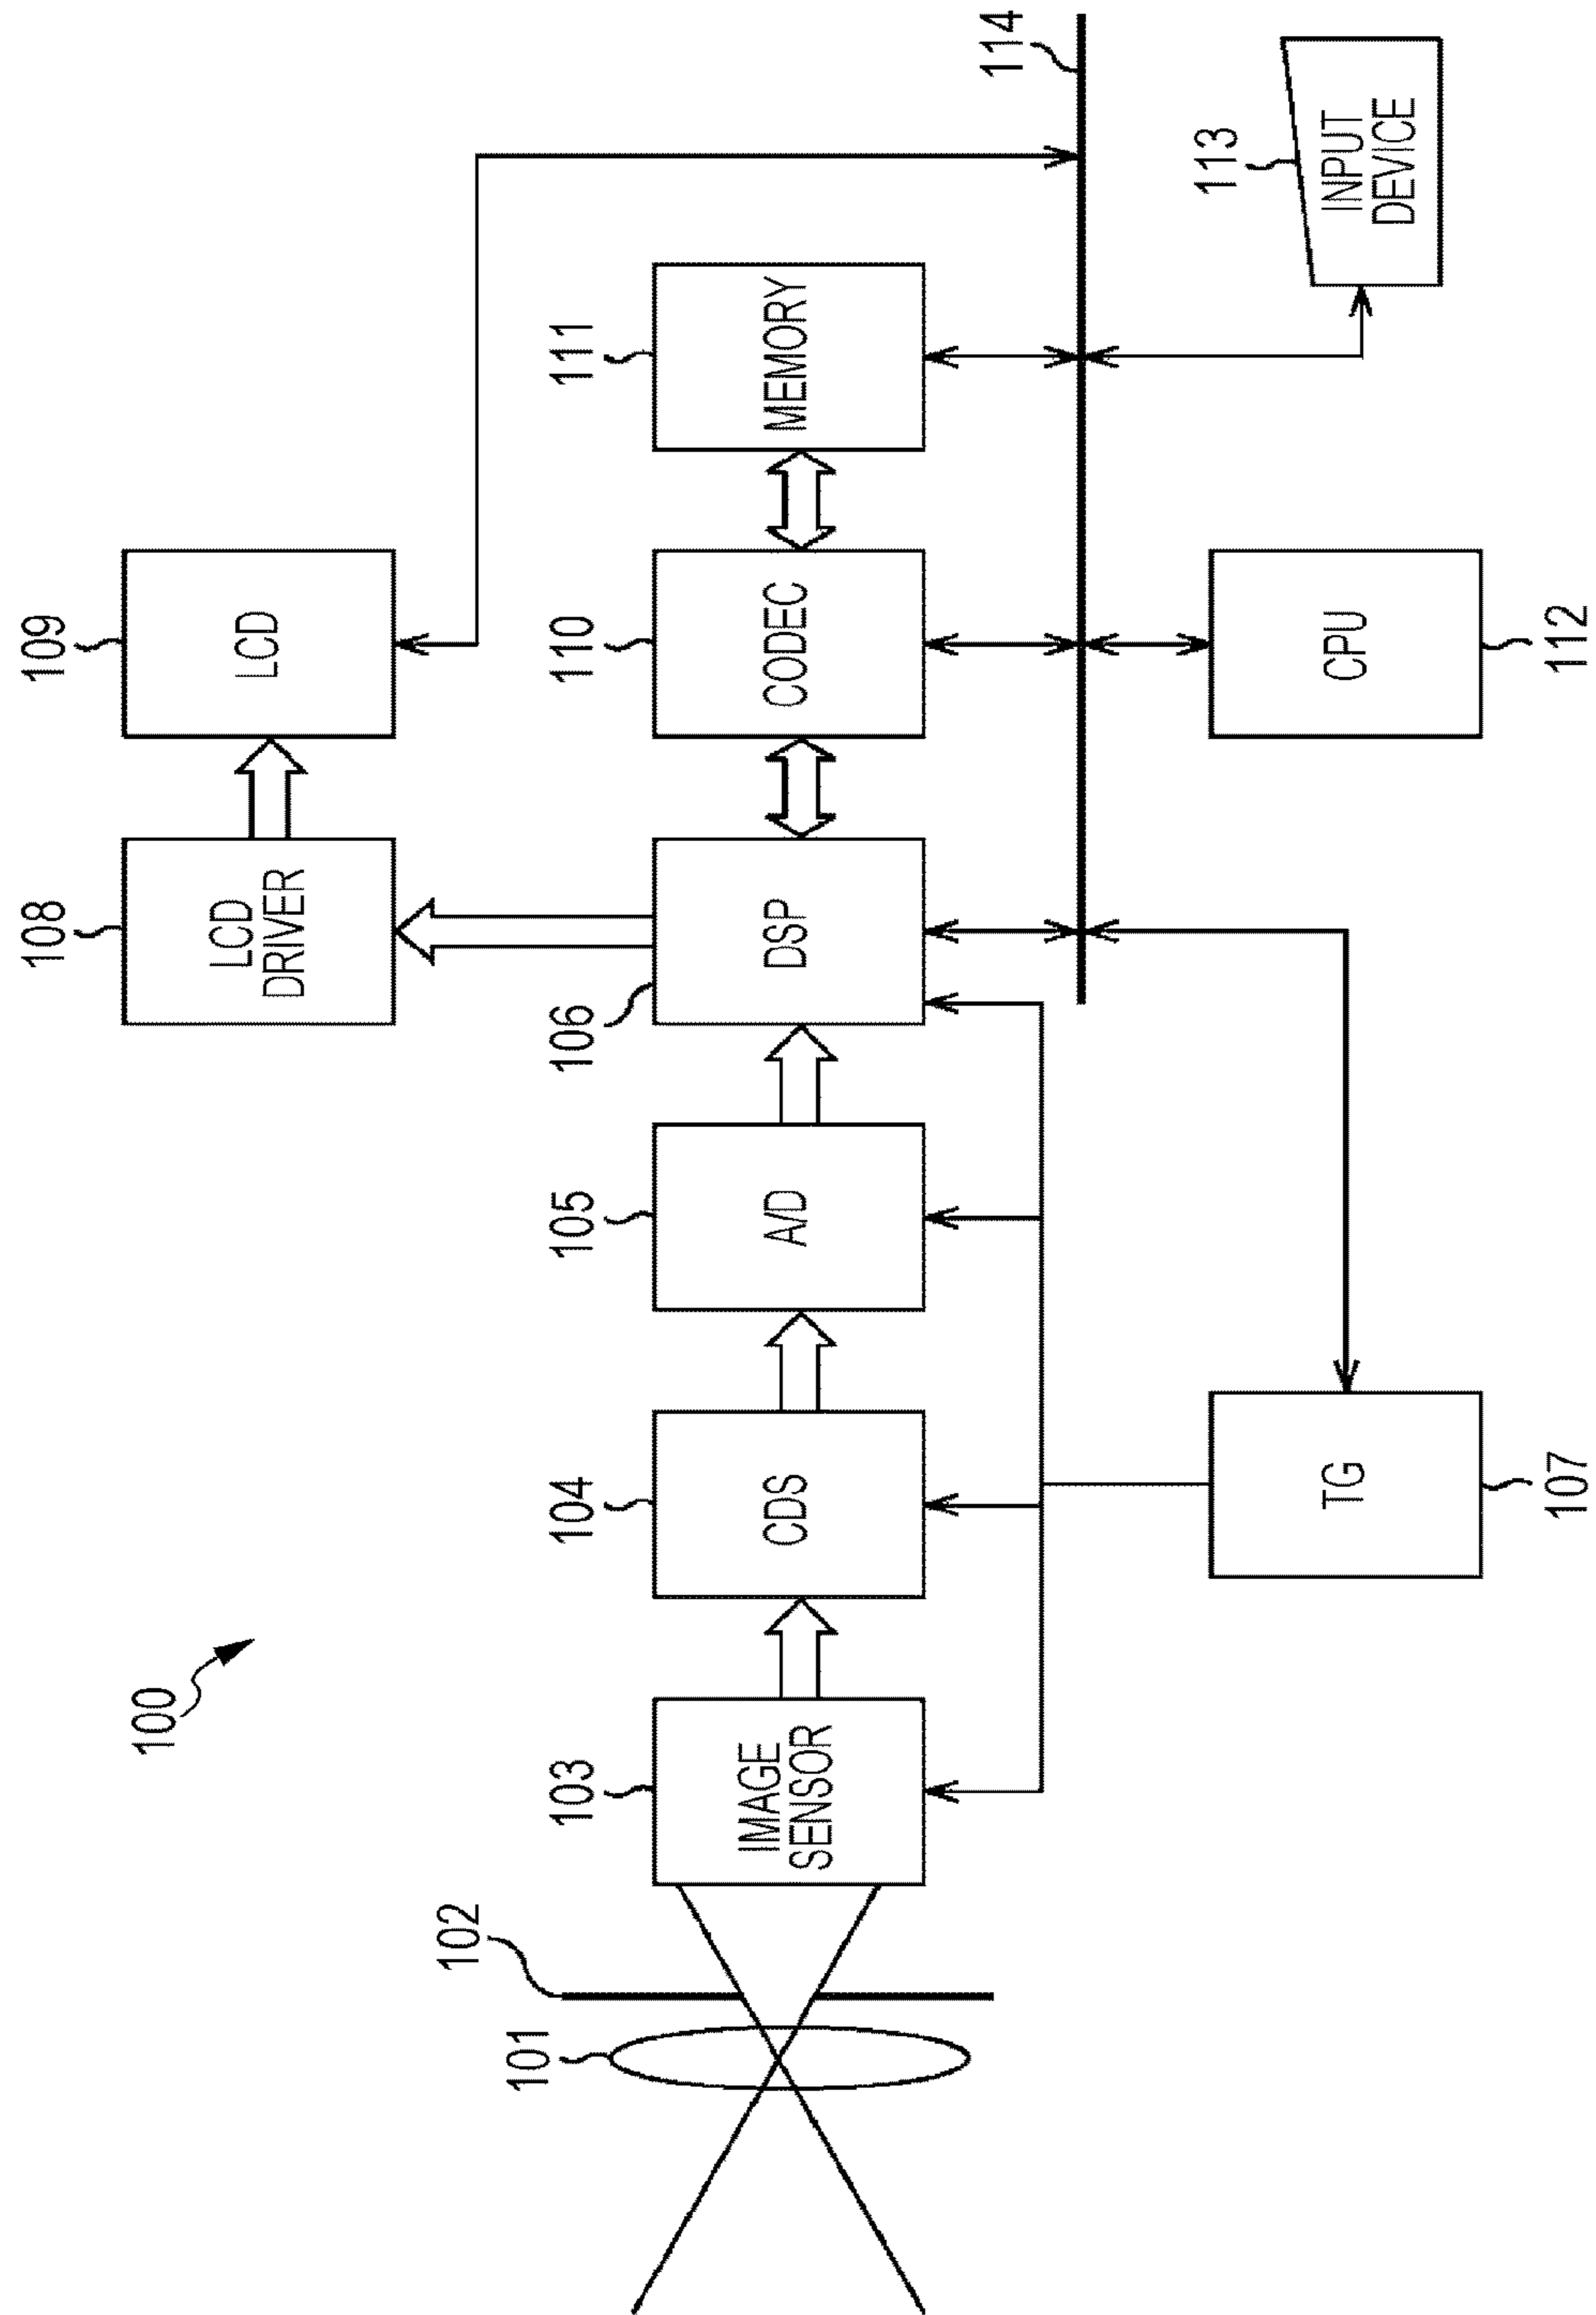 100
109
LCD
108
LCD
DRIVER
111
MEMORY
110
CODEC
106
DSP
105
A/D
104
CDS
103
IMAGE
SENSOR
102
101
114
113
INPUT
DEVICE
CPU
112
TG
107